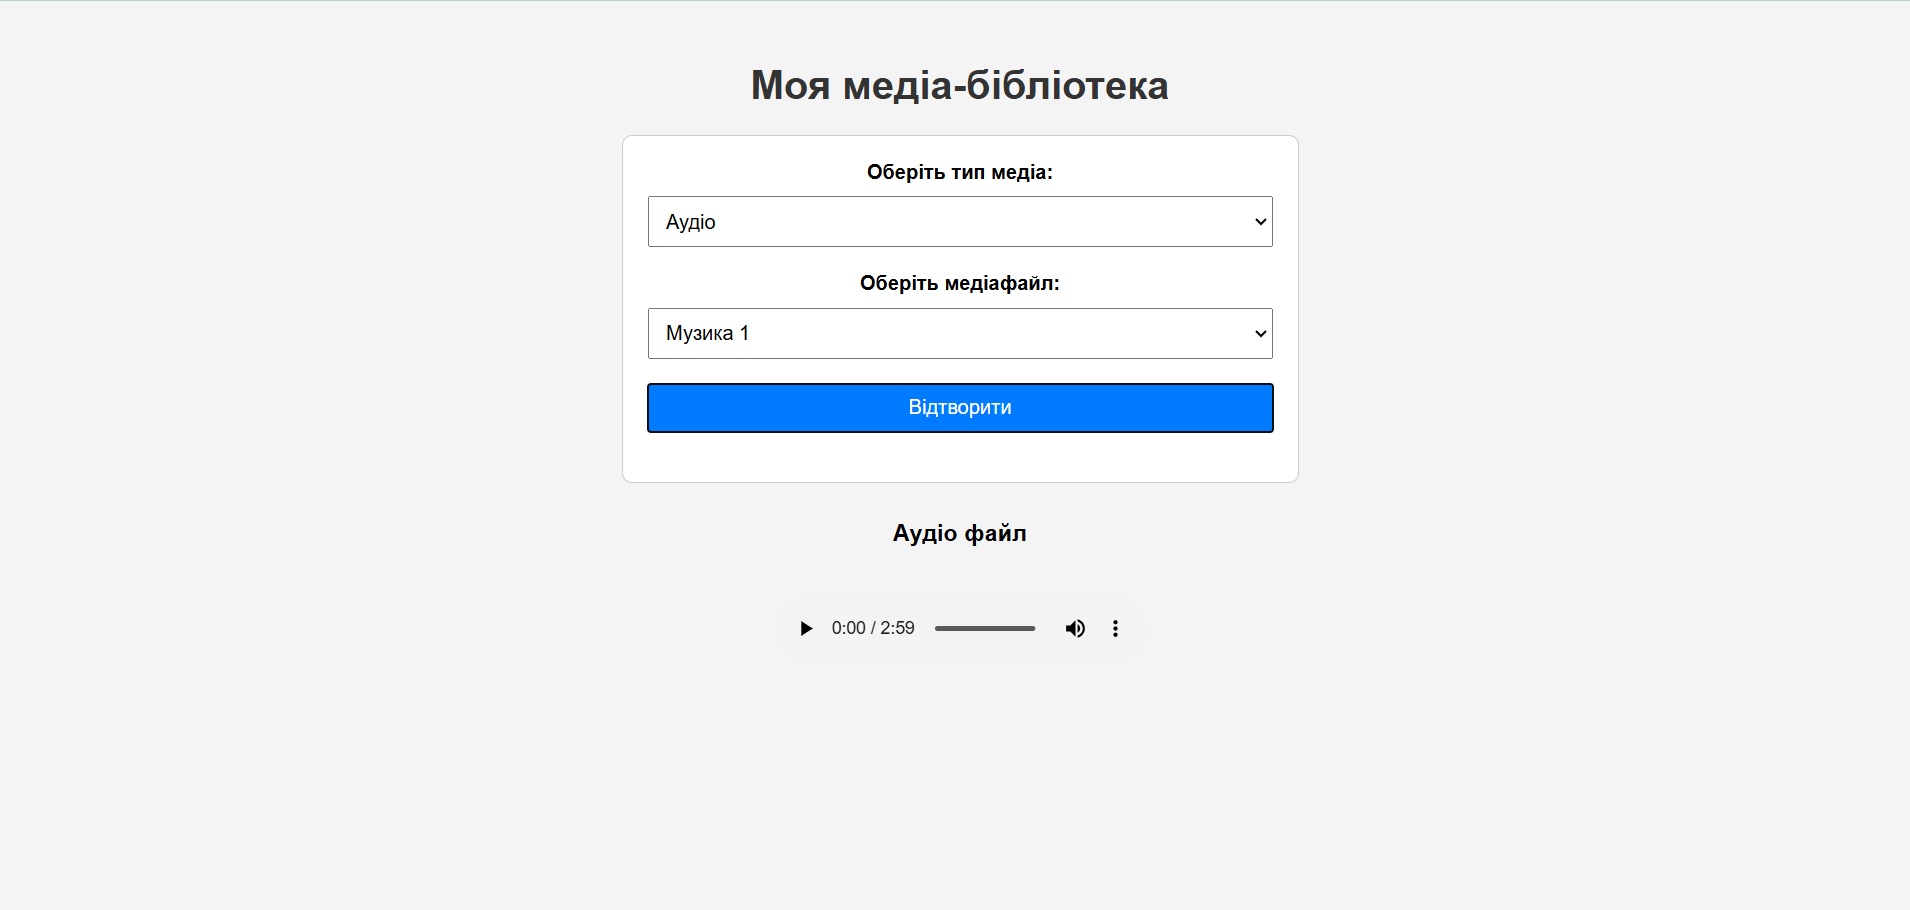 Моя медіа-бібліотека
Оберіть тип медіа:
Аудіо
Оберіть медіафайл:
Музика 1
Відтворити
Аудіо файл
0:00 / 2:59